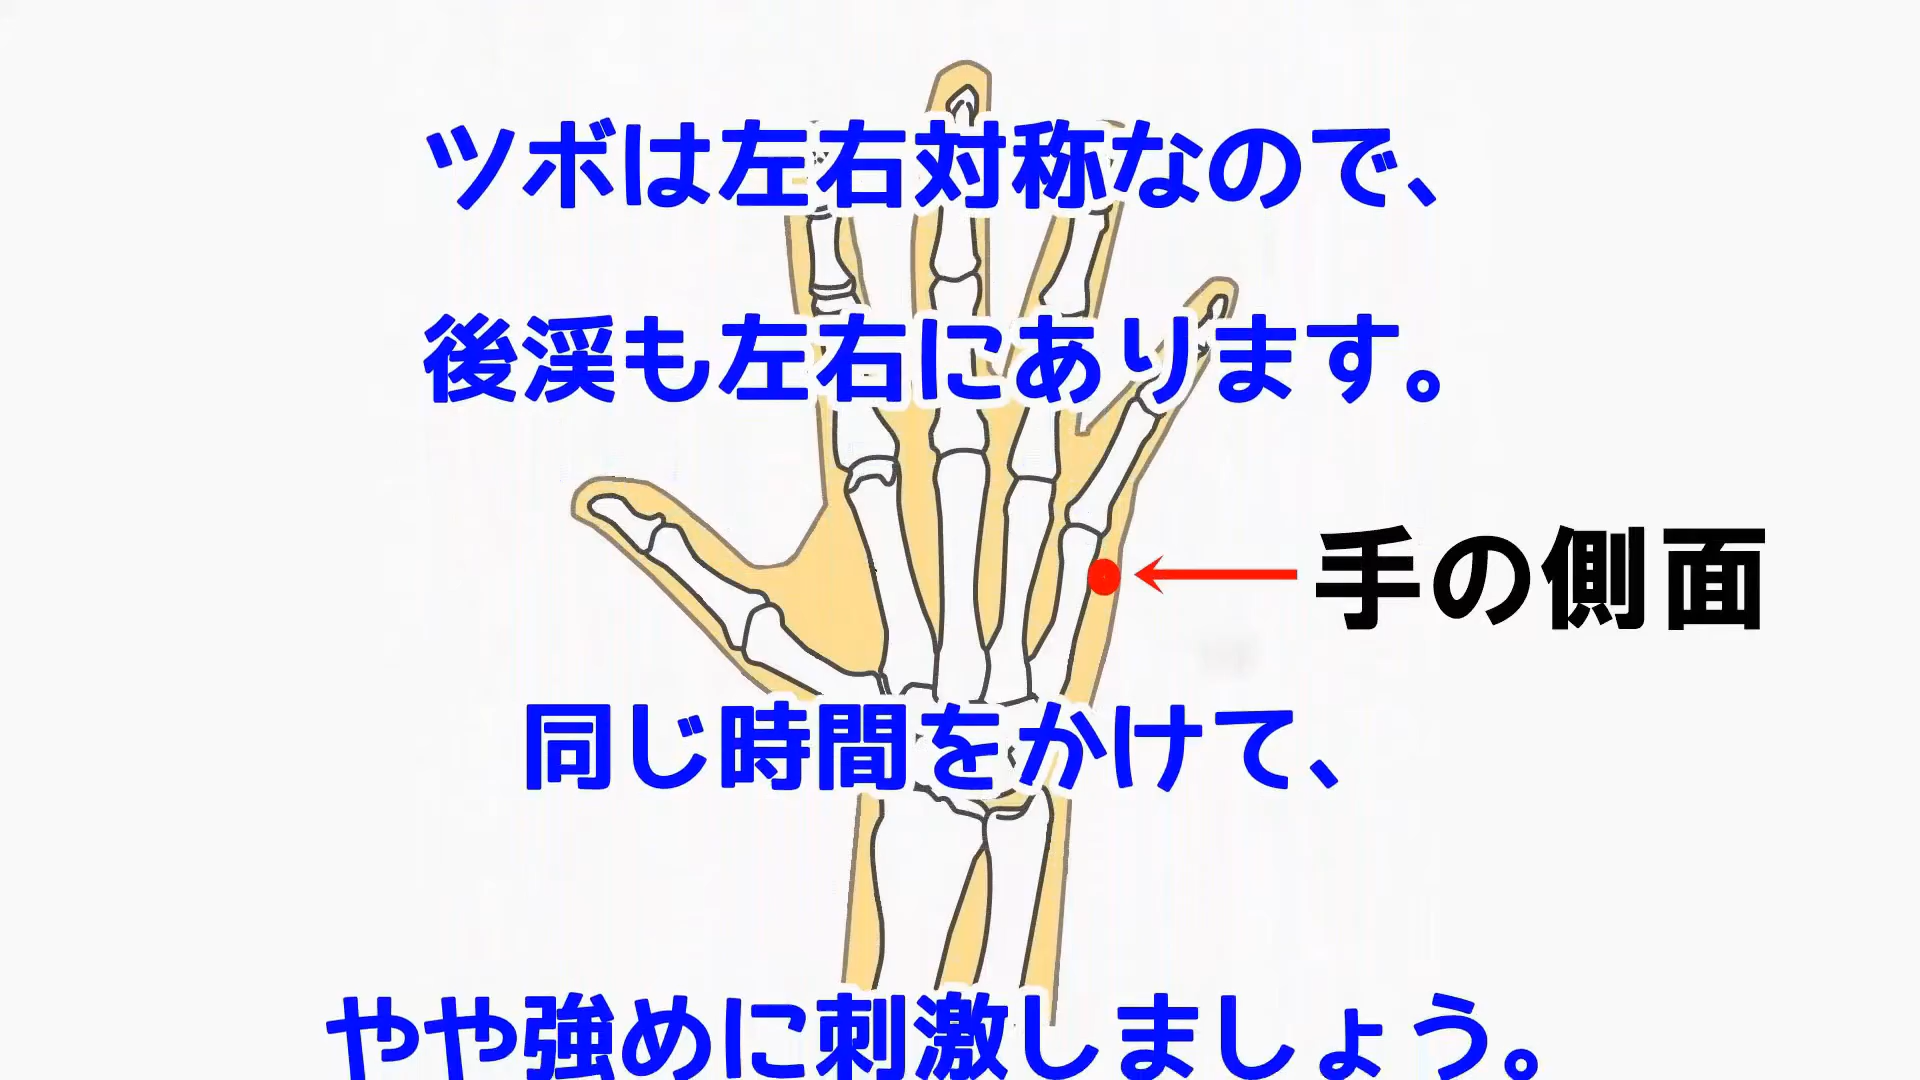 ツボは左右対称なので、
後渓も左右にあります。
手の側面
同じ時間をかけて、
やや強めに刺激しましょう。